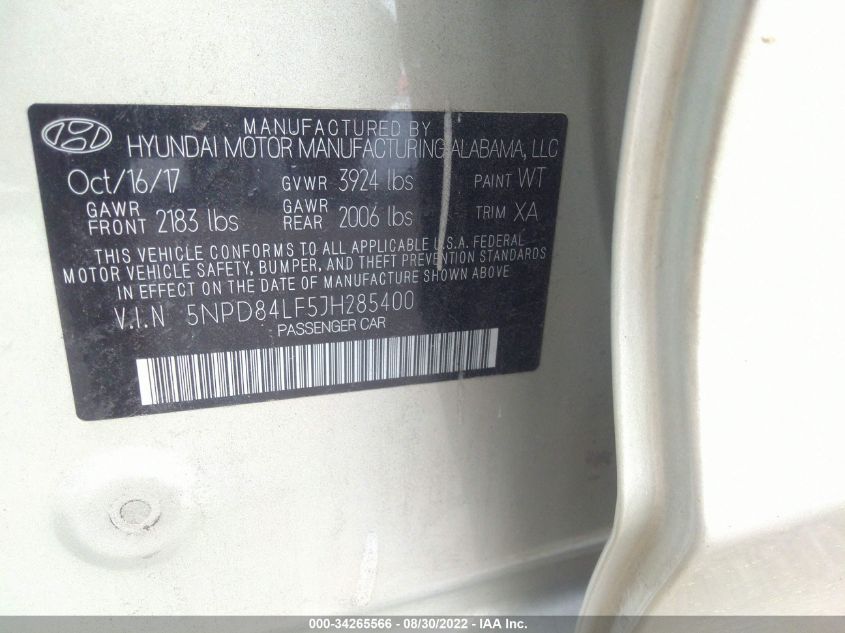 MANUFACTURED BY
HYUNDAI MOTOR MANUFACTURING ALABAMA, LLC
Oct/16/17 GVWR 3924 lbs PAINT WT
GAWR FRONT 2183 lbs GAWR REAR 2006 lbs TRIM XA
THIS VEHICLE CONFORMS TO ALL APPLICABLE U.S.A. FEDERAL
MOTOR VEHICLE SAFETY, BUMPER, AND THEFT PREVENTION STANDARDS
IN EFFECT ON THE DATE OF MANUFACTURE SHOWN ABOVE.
V.I.N 5NPD84LF5JH285400
PASSENGER CAR
000-34265566 - 08/30/2022 - IAA Inc.